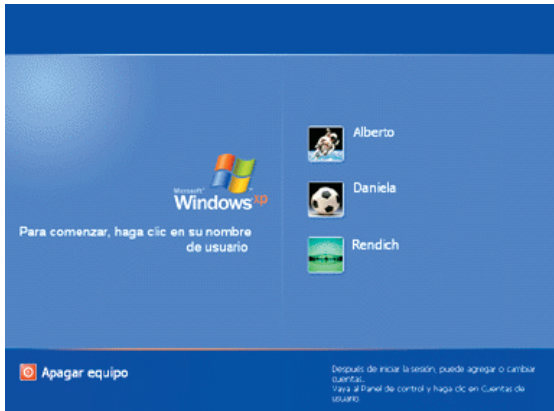 Microsoft
Windows xp
Para comenzar, haga clic en su nombre
de usuario
Alberto
Daniela
Rendich
Apagar equipo
Después de iniciar la sesión, puede agregar o cambiar
cuentas.
Vaya al Panel de control y haga clic en Cuentas de
usuario.